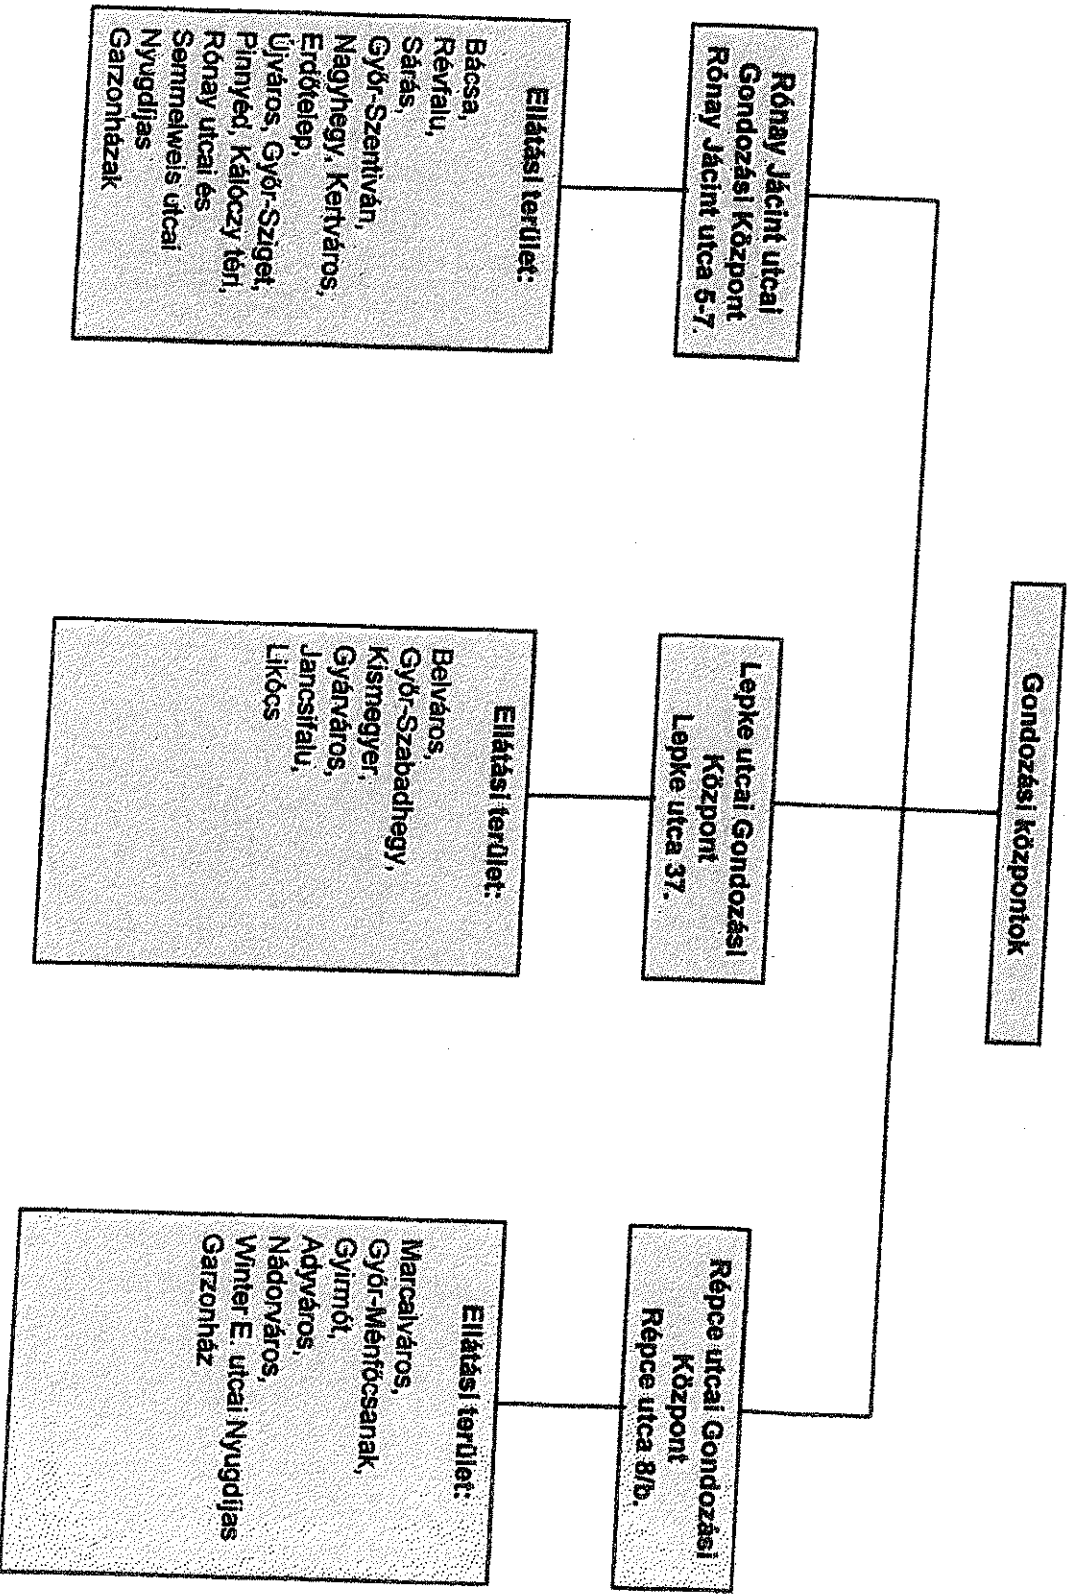 Gondozási központok
Rónay Jácint utcai
Gondozási Központ
Rónay Jácint utca 5-7.
Ellátási terület:
Bácsa,
Révfalu,
Sárás,
Győr-Szentiván,
Nagyhegy, Kertváros,
Erdőtelep,
Újváros, Győr-Sziget,
Pinnyéd, Kálóczy téri,
Rónay utcai és
Semmelweis utcai
Nyugdíjas
Garzonházak
Lepke utcai Gondozási
Központ
Lepke utca 37.
Ellátási terület:
Belváros,
Győr-Szabadhegy,
Kismegyer,
Gyárváros,
Jancsifalu,
Likócs
Répce utcai Gondozási
Központ
Répce utca 8/b.
Ellátási terület:
Marcalváros,
Győr-Ménfőcsanak,
Gyirmót,
Adyváros,
Nádorváros,
Winter E. utcai Nyugdíjas
Garzonház